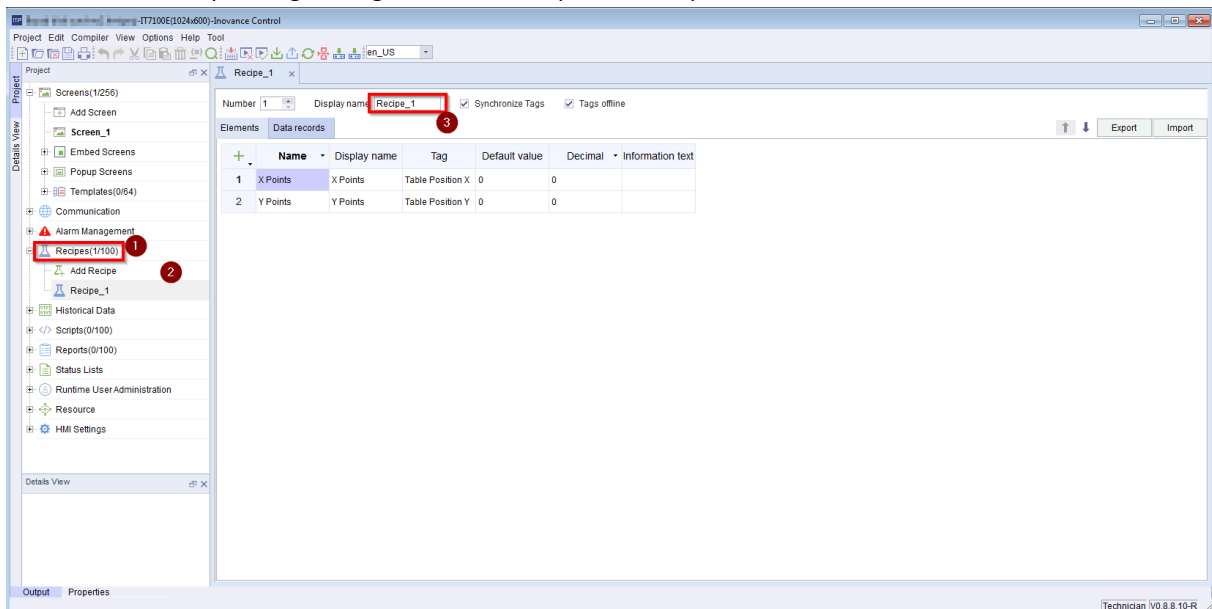 -IT7100E(1024x600)-Inovance Control
Project Edit Compiler View Options Help Tool
en_US
Project
Project
Details View
Screens(1/256)
Add Screen
Screen_1
Embed Screens
Popup Screens
Templates(0/64)
Communication
Alarm Management
Recipes(1/100)
1
Add Recipe
2
Recipe_1
Historical Data
Scripts(0/100)
Reports(0/100)
Status Lists
Runtime User Administration
Resource
HMI Settings
Details View
Recipe_1
Number 1 Display name Recipe_1 Synchronize Tags Tags offline
3
Elements Data records Export Import
Name Display name Tag Default value Decimal Information text
1 X Points X Points Table Position X 0 0
2 Y Points Y Points Table Position Y 0 0
Output Properties
Technician V0.8.8.10-R